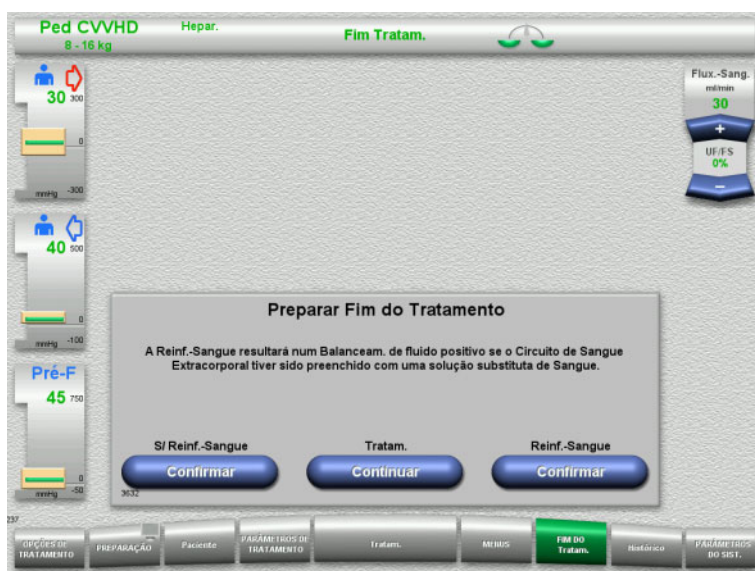 Ped CVVHD
8 - 16 kg
Hepar.
Fim Tratam.
30
300
0
-300
mmHg
40
500
0
-100
mmHg
Pré-F
45
750
0
-50
mmHg
Flux.-Sang.
ml/min
30
+
UF/FS
0%
−
Preparar Fim do Tratamento
A Reinf.-Sangue resultará num Balanceam. de fluido positivo se o Circuito de Sangue
Extracorporal tiver sido preenchido com uma solução substituta de Sangue.
S/ Reinf.-Sangue
Confirmar
Tratam.
Continuar
Reinf.-Sangue
Confirmar
3632
237
OPÇÕES DE
TRATAMENTO
PREPARAÇÃO
Paciente
PARÂMETROS DE
TRATAMENTO
Tratam.
MENUS
FIM DO
Tratam.
Histórico
PARÂMETROS
DO SIST.